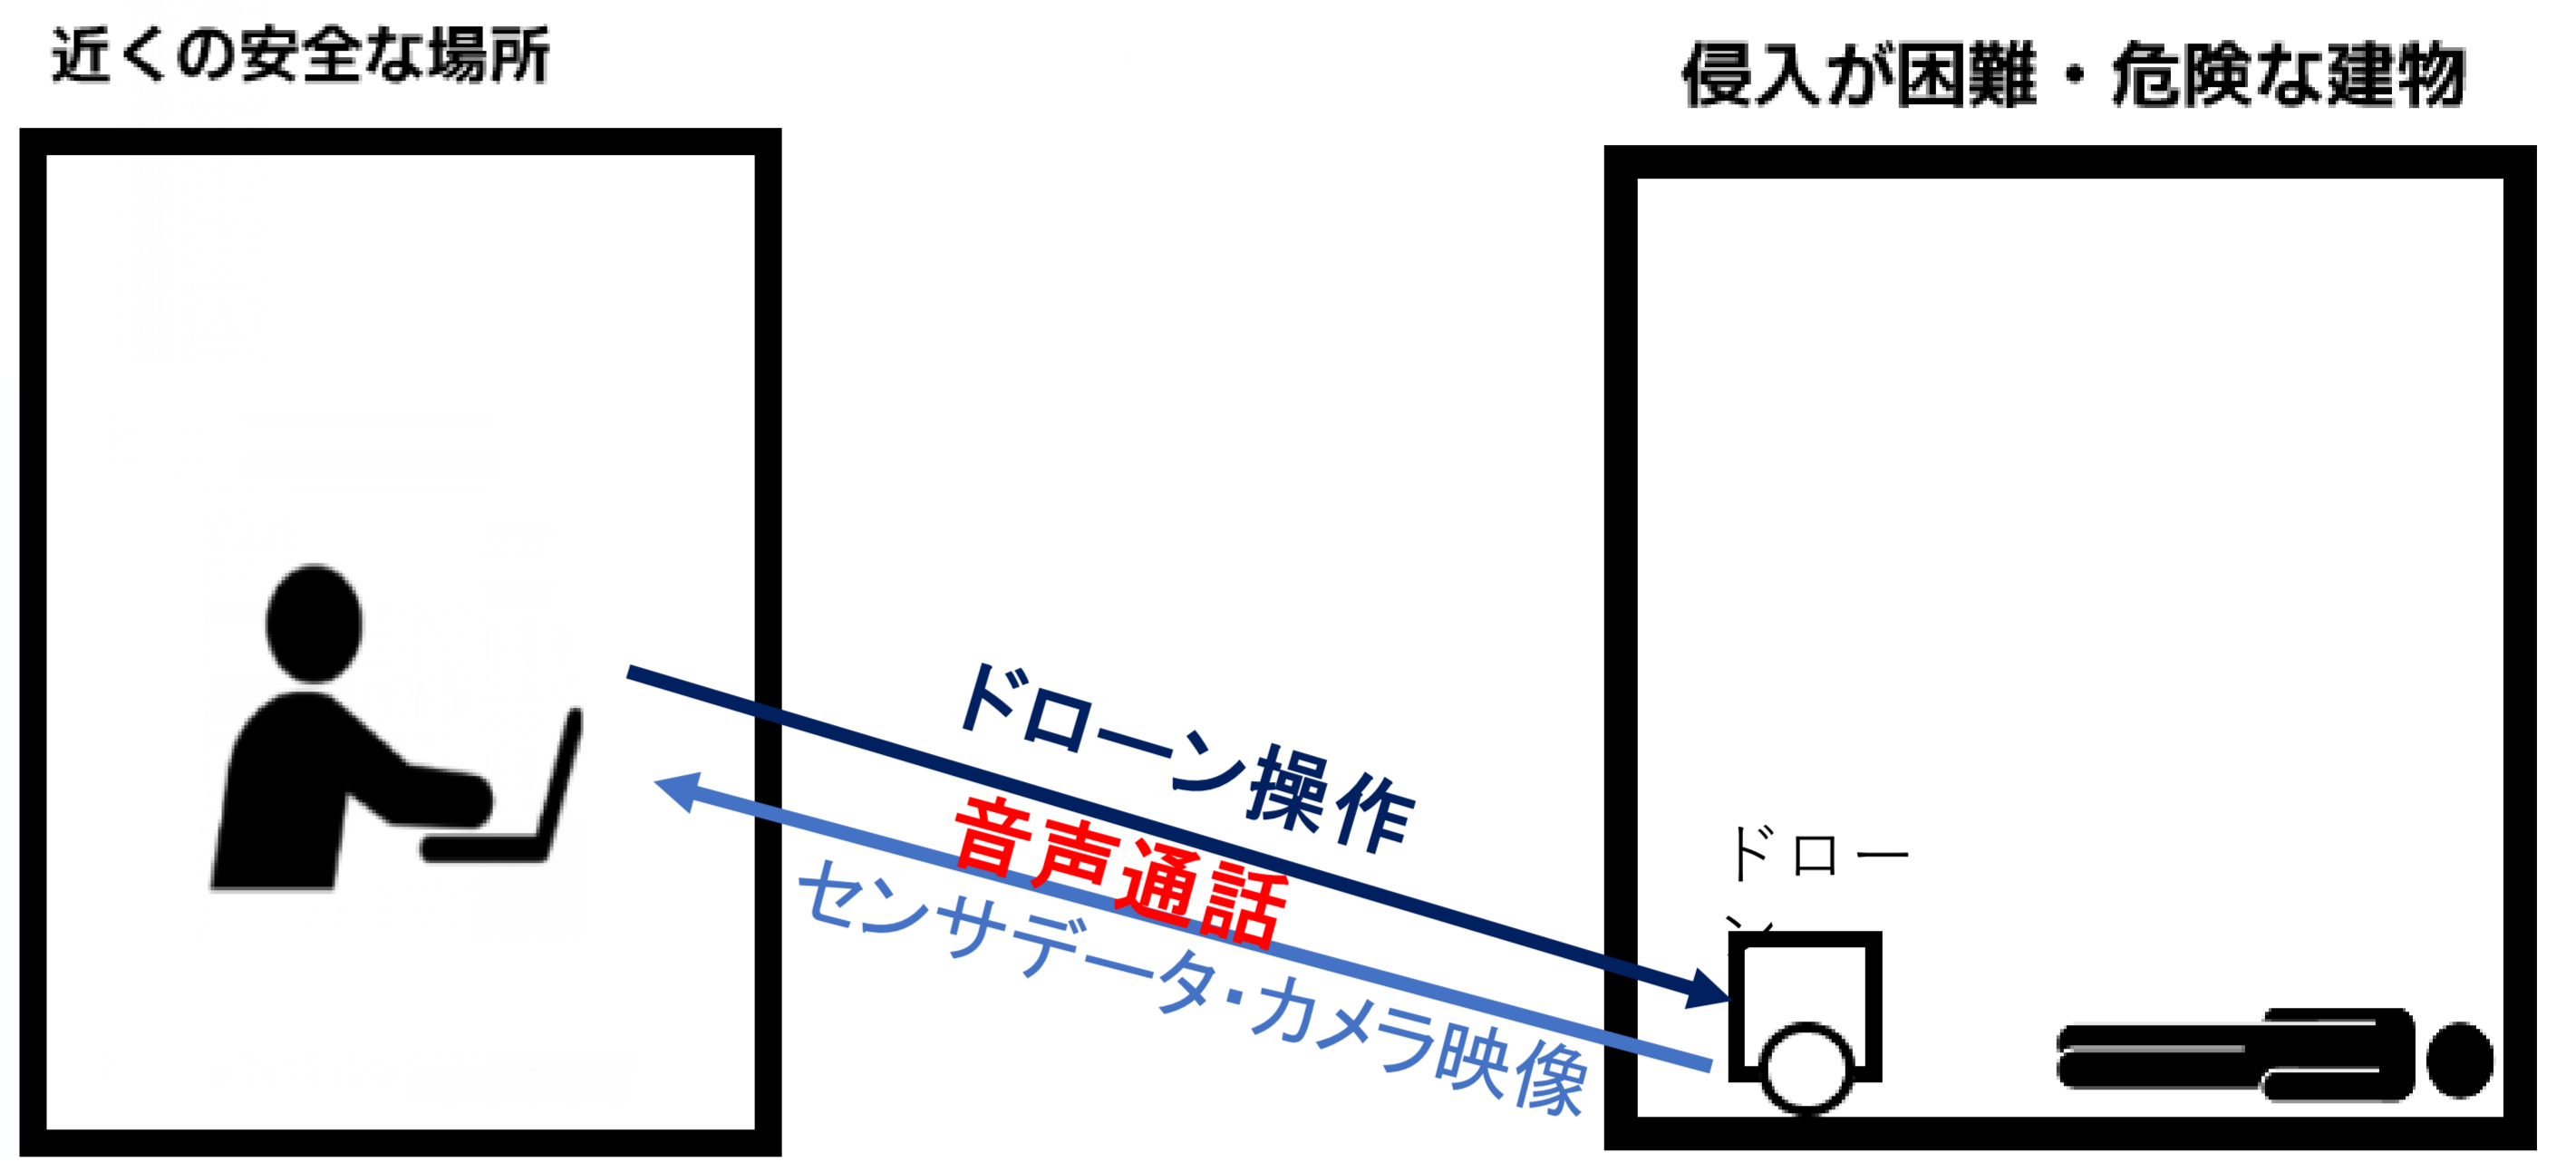 近くの安全な場所
侵入が困難・危険な建物
ドローン操作
音声通話
センサデータ・カメラ映像
ドロー
ン